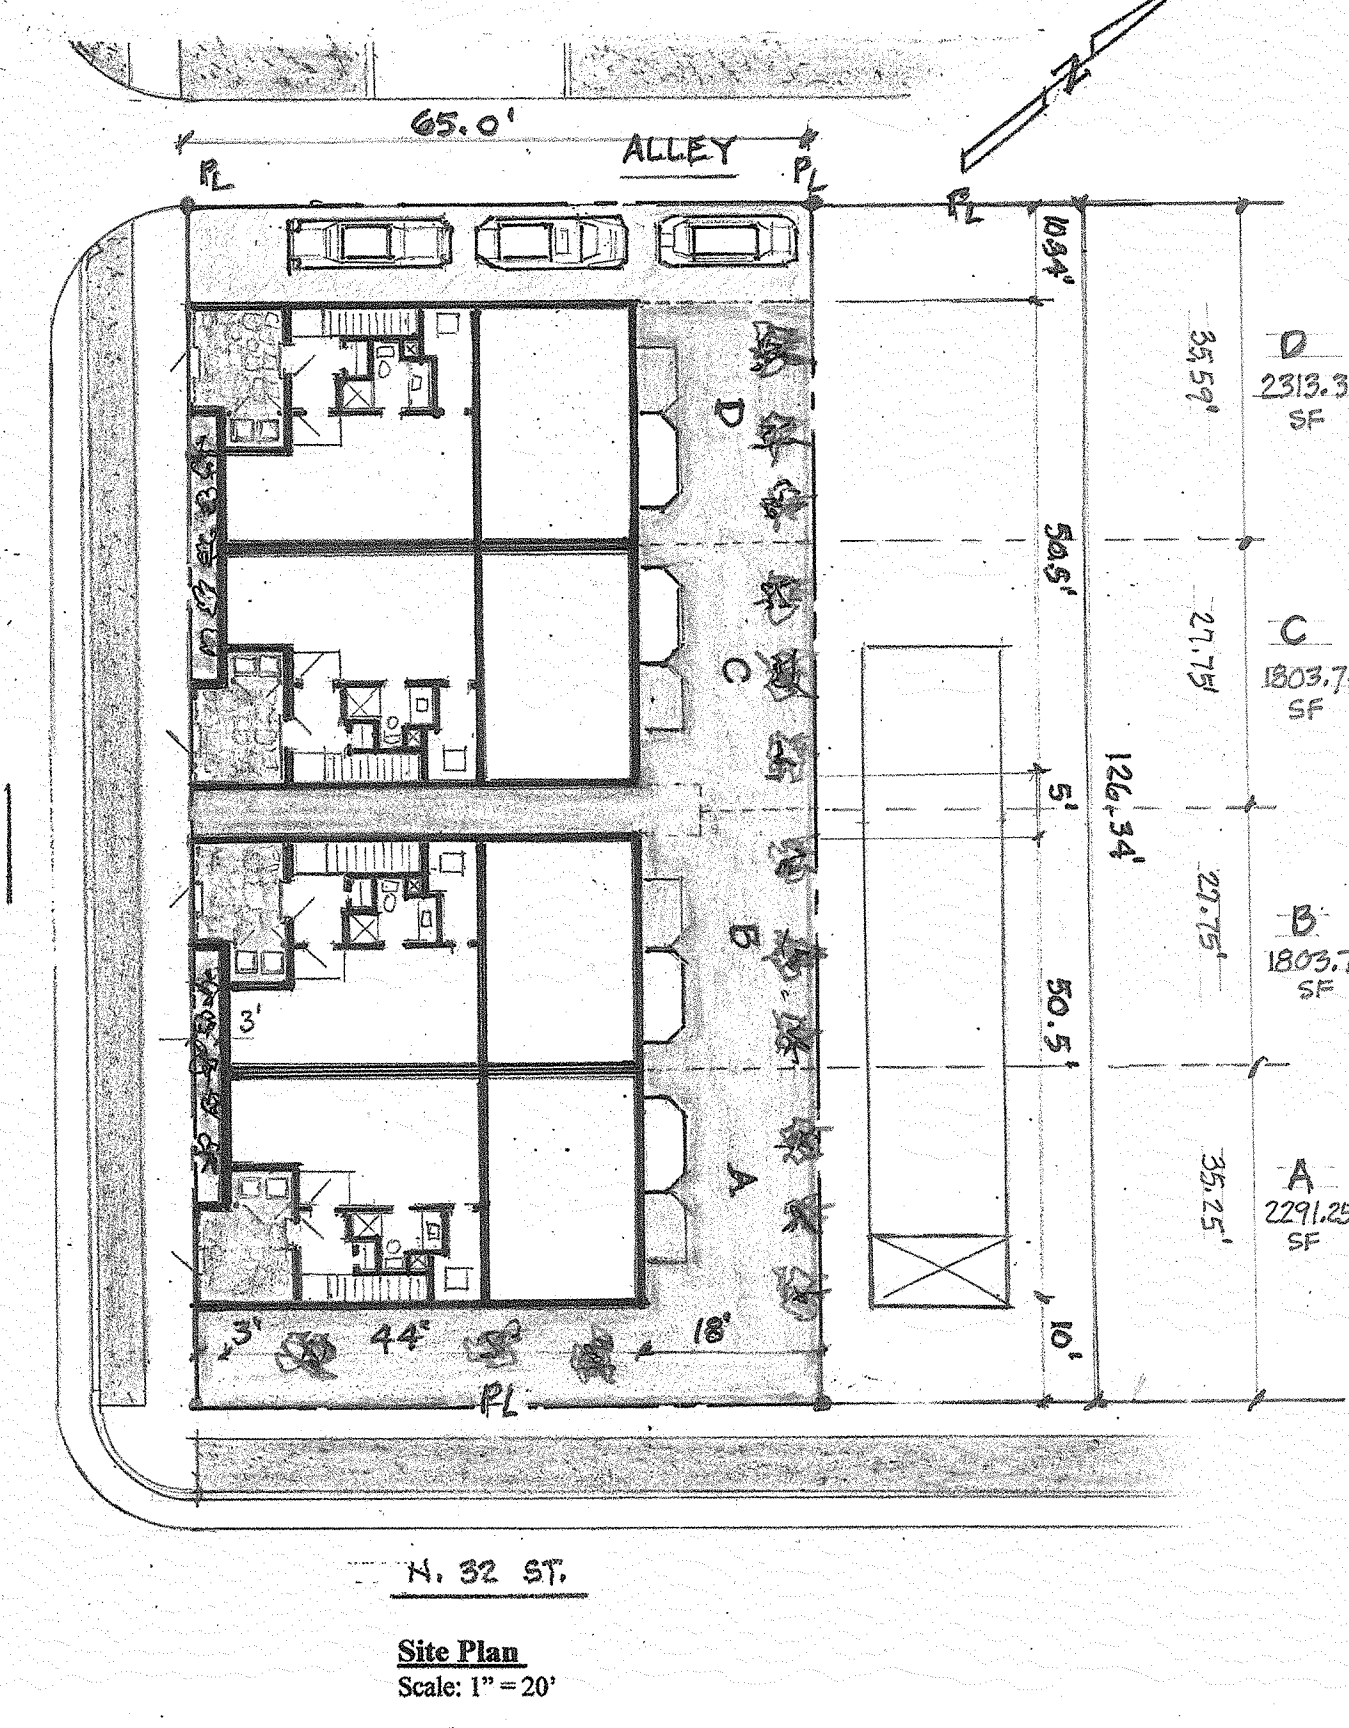 65.0'
ALLEY
PL
PL
PL
10.84'
35.59'
D
2313.3
SF
D
50.5'
C
27.75'
C
1803.7
SF
5'
126.34'
B
27.75'
B
1803.7
SF
3'
50.5'
A
35.25'
A
2291.25
SF
3'
44'
18'
10'
PL
N. 32 ST.
Site Plan
Scale: 1” = 20’
N